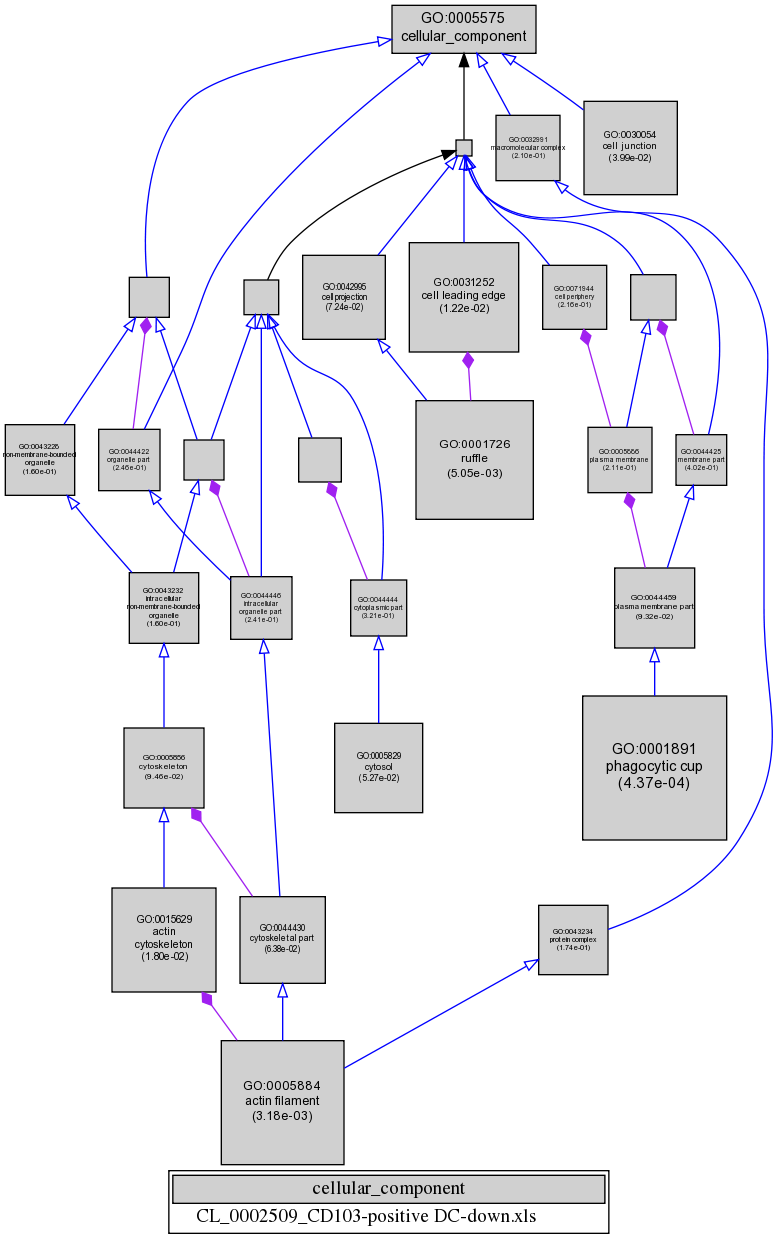 GO:0005575
cellular_component
GO:0030054
cell junction
(3.99e-02)
GO:0032991
macromolecular complex
(2.10e-01)
GO:0042995
cell projection
(7.24e-02)
GO:0031252
cell leading edge
(1.22e-02)
GO:0071944
cell periphery
(2.16e-01)
GO:0001726
ruffle
(5.05e-03)
GO:0043228
non-membrane-bounded
organelle
(1.60e-01)
GO:0044422
organelle part
(2.46e-01)
GO:0005886
plasma membrane
(2.11e-01)
GO:0044425
membrane part
(4.02e-01)
GO:0043232
intracellular
non-membrane-bounded
organelle
(1.60e-01)
GO:0044446
intracellular
organelle part
(2.41e-01)
GO:0044444
cytoplasmic part
(3.21e-01)
GO:0044459
plasma membrane part
(9.32e-02)
GO:0005856
cytoskeleton
(9.46e-02)
GO:0005829
cytosol
(5.27e-02)
GO:0001891
phagocytic cup
(4.37e-04)
GO:0015629
actin
cytoskeleton
(1.80e-02)
GO:0044430
cytoskeletal part
(6.38e-02)
GO:0043234
protein complex
(1.74e-01)
GO:0005884
actin filament
(3.18e-03)
cellular_component
CL_0002509_CD103-positive DC-down.xls